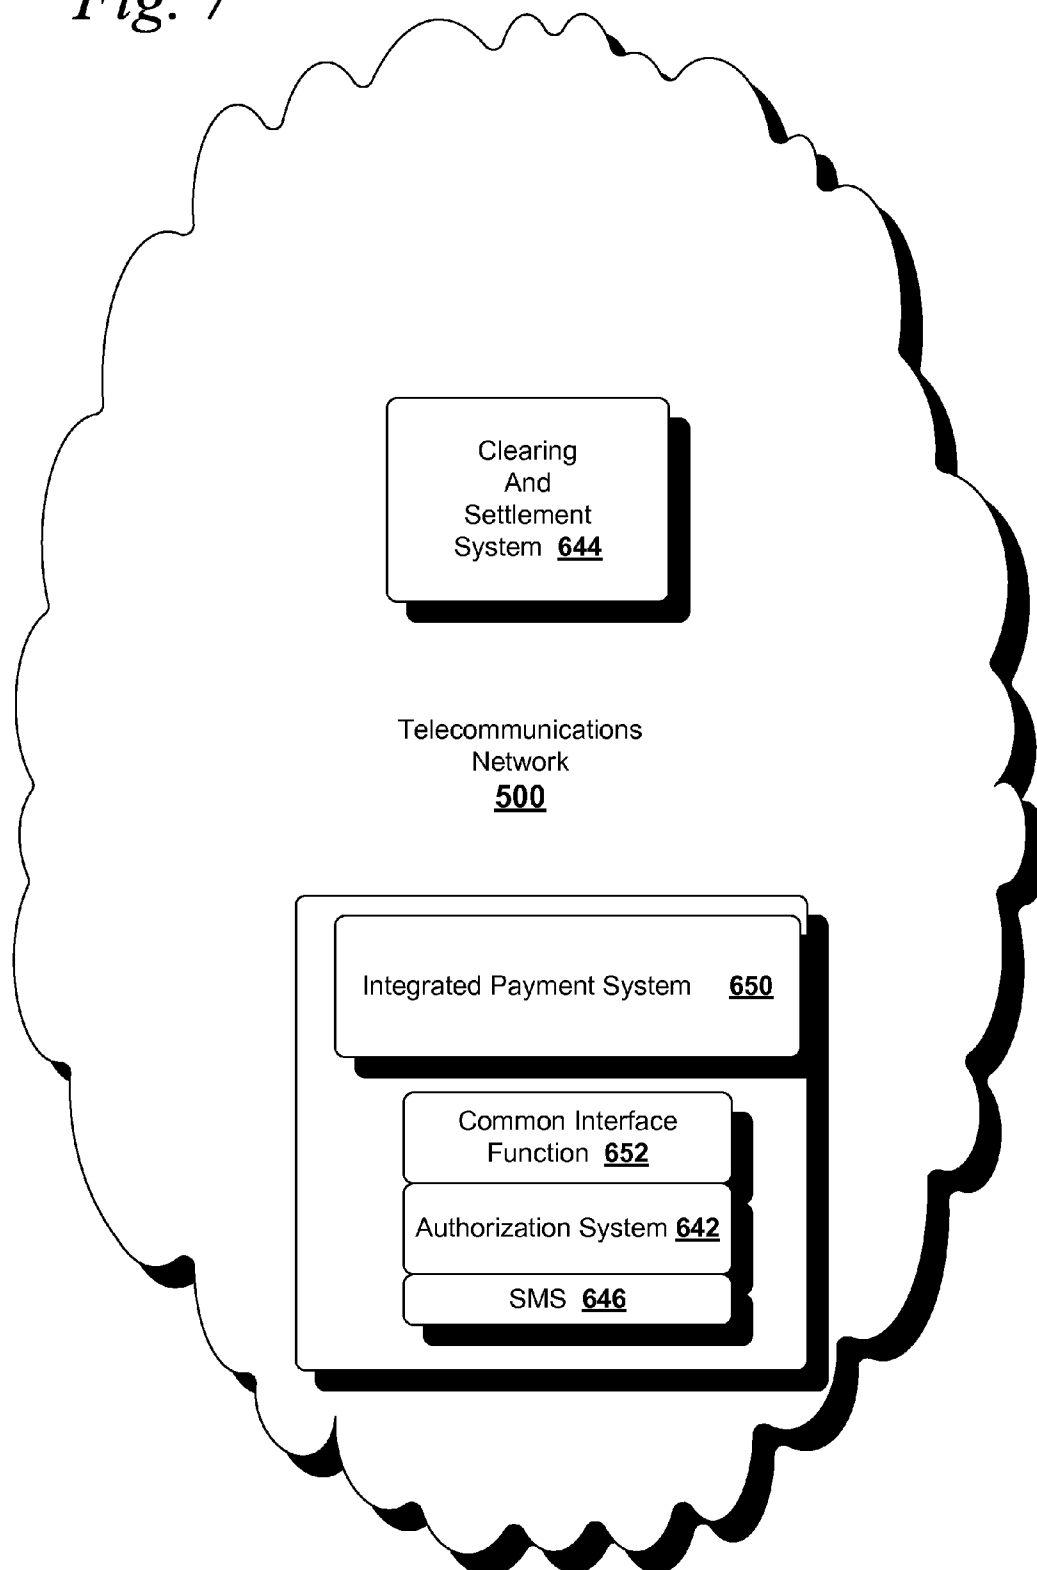 Fig. 7
Clearing
And
Settlement
System 644
Telecommunications
Network
500
Integrated Payment System 650
Common Interface
Function 652
Authorization System 642
SMS 646